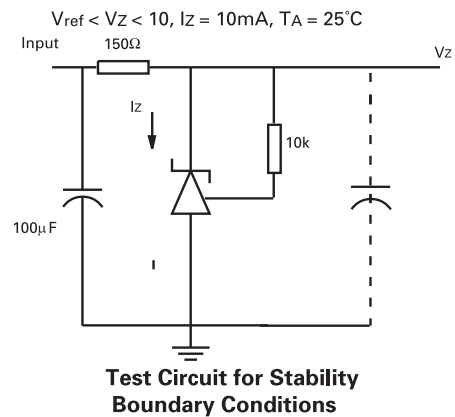 Vref < VZ < 10, IZ = 10mA, TA = 25°C
Input
150Ω
VZ
IZ
10k
100μF
Test Circuit for Stability
Boundary Conditions